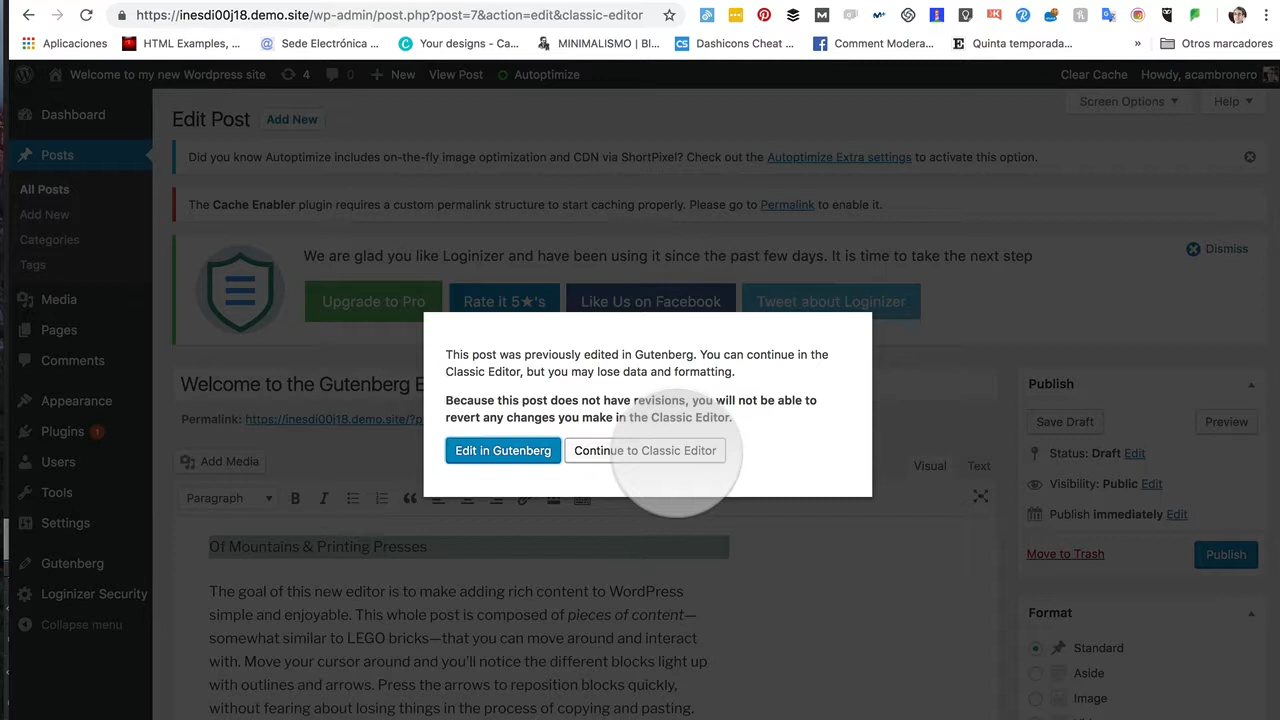 https://inesdi00j18.demo.site/wp-admin/post.php?post=7&action=edit&classic-editor
Aplicaciones
HTML Examples, ...
Sede Electrónica ...
Your designs - Ca...
MINIMALISMO | Bl...
Dashicons Cheat ...
Comment Modera...
Quinta temporada...
»
Otros marcadores
Welcome to my new Wordpress site
4
0
New
View Post
Autoptimize
Clear Cache
Howdy, acambronero
Dashboard
Posts
All Posts
Add New
Categories
Tags
Media
Pages
Comments
Appearance
Plugins 1
Users
Tools
Settings
Gutenberg
Loginizer Security
Collapse menu
Edit Post
Add New
Screen Options
Help
Did you know Autoptimize includes on-the-fly image optimization and CDN via ShortPixel? Check out the Autoptimize Extra settings to activate this option.
The Cache Enabler plugin requires a custom permalink structure to start caching properly. Please go to Permalink to enable it.
We are glad you like Loginizer and have been using it since the past few days. It is time to take the next step
Dismiss
Upgrade to Pro
Rate it 5★'s
Like Us on Facebook
Tweet about Loginizer
This post was previously edited in Gutenberg. You can continue in the
Classic Editor, but you may lose data and formatting.
Because this post does not have revisions, you will not be able to
revert any changes you make in the Classic Editor.
Edit in Gutenberg
Continue to Classic Editor
Welcome to the Gutenberg E
Permalink: https://inesdi00j18.demo.site/?p
Add Media
Visual
Text
Paragraph
B
I
Of Mountains & Printing Presses
The goal of this new editor is to make adding rich content to WordPress
simple and enjoyable. This whole post is composed of pieces of content—
somewhat similar to LEGO bricks—that you can move around and interact
with. Move your cursor around and you'll notice the different blocks light up
with outlines and arrows. Press the arrows to reposition blocks quickly,
without fearing about losing things in the process of copying and pasting.
Publish
Save Draft
Preview
Status: Draft Edit
Visibility: Public Edit
Publish immediately Edit
Move to Trash
Publish
Format
Standard
Aside
Image